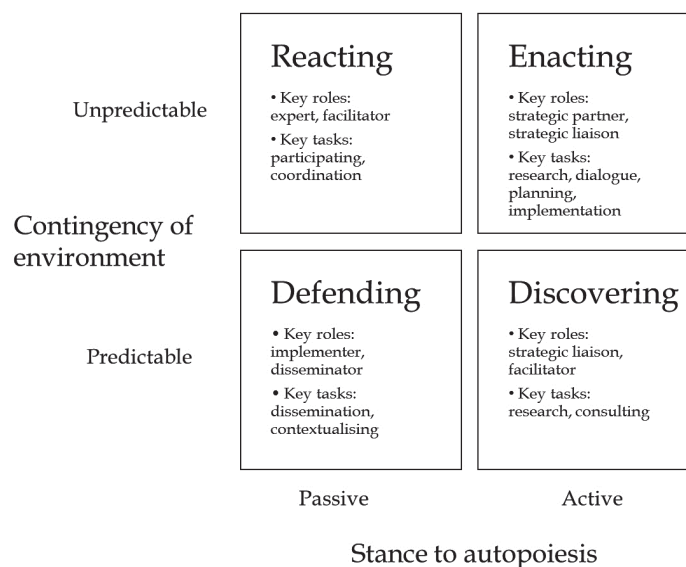 Reacting
• Key roles:
expert, facilitator
• Key tasks:
participating,
coordination
Enacting
• Key roles:
strategic partner,
strategic liaison
• Key tasks:
research, dialogue,
planning,
implementation
Unpredictable
Contingency of
environment
Defending
• Key roles:
implementer,
disseminator
• Key tasks:
dissemination,
contextualising
Discovering
• Key roles:
strategic liaison,
facilitator
• Key tasks:
research, consulting
Predictable
Passive
Active
Stance to autopoiesis